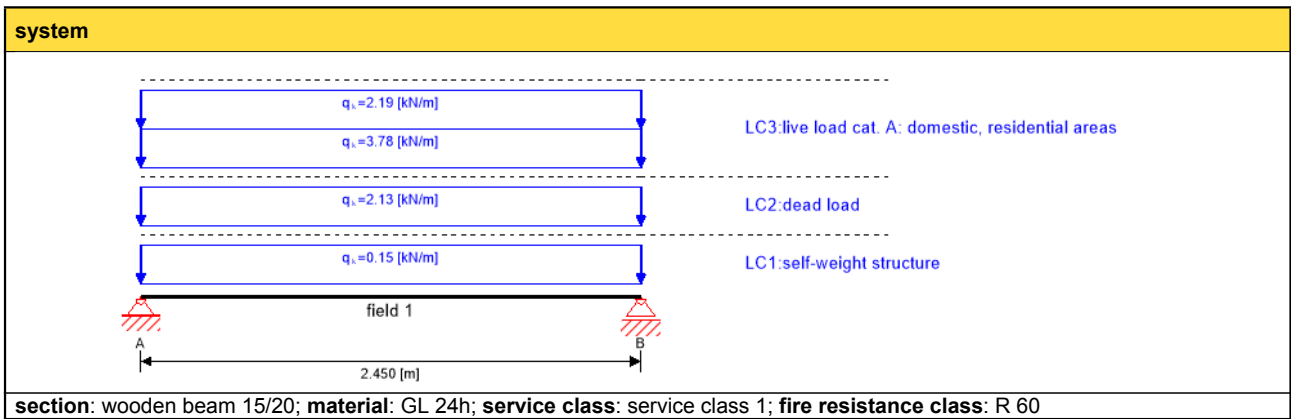 system
qₖ=2.19 [kN/m]
LC3:live load cat. A: domestic, residential areas
qₖ=3.78 [kN/m]
qₖ=2.13 [kN/m]
LC2:dead load
qₖ=0.15 [kN/m]
LC1:self-weight structure
field 1
A
B
2.450 [m]
section: wooden beam 15/20; material: GL 24h; service class: service class 1; fire resistance class: R 60